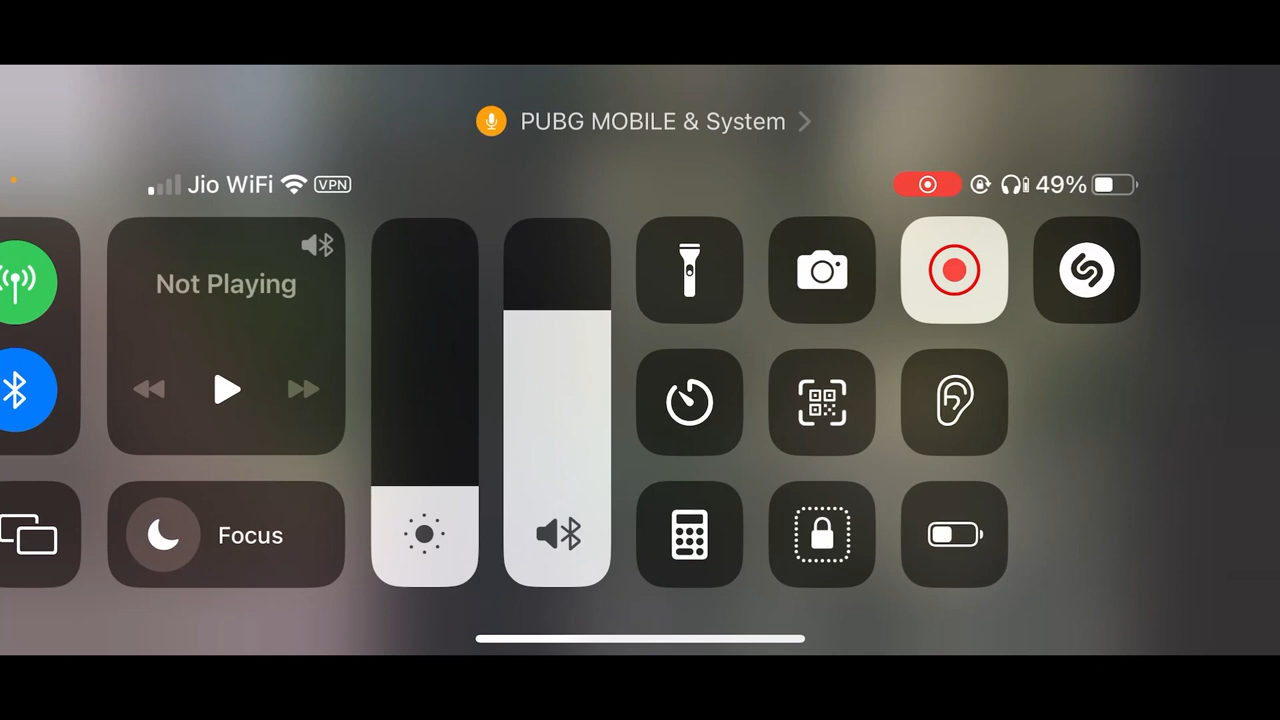 PUBG MOBILE & System
Jio WiFi VPN 49%
Not Playing
Focus